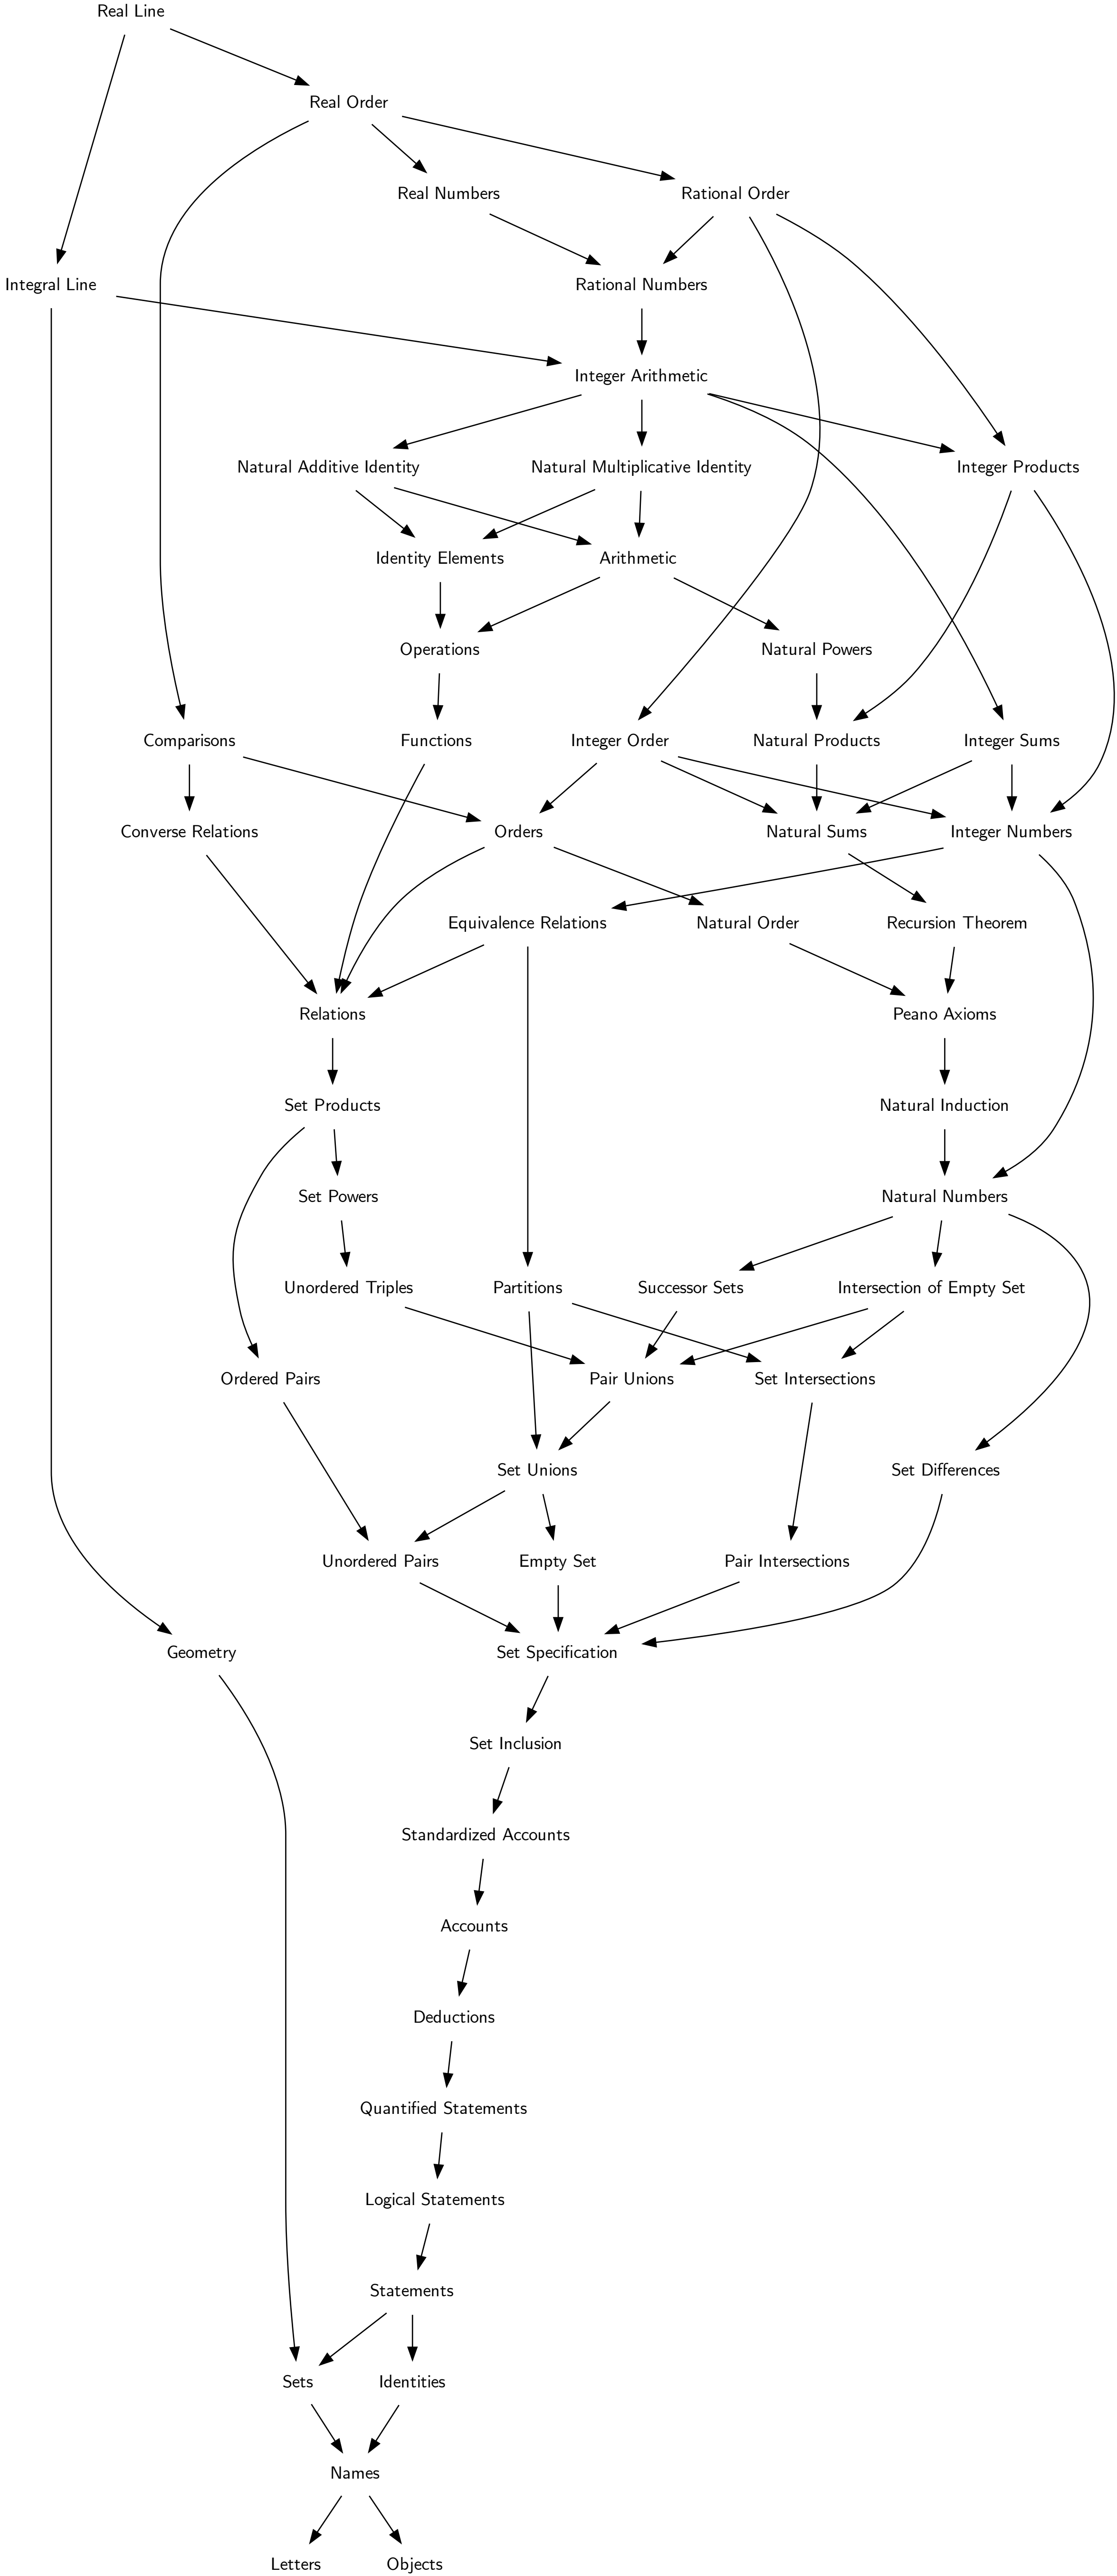 Real Line
Real Order
Real Numbers
Rational Order
Integral Line
Rational Numbers
Integer Arithmetic
Natural Additive Identity
Natural Multiplicative Identity
Integer Products
Identity Elements
Arithmetic
Operations
Natural Powers
Comparisons
Functions
Integer Order
Natural Products
Integer Sums
Converse Relations
Orders
Natural Sums
Integer Numbers
Equivalence Relations
Natural Order
Recursion Theorem
Relations
Peano Axioms
Set Products
Natural Induction
Set Powers
Natural Numbers
Unordered Triples
Partitions
Successor Sets
Intersection of Empty Set
Ordered Pairs
Pair Unions
Set Intersections
Set Unions
Set Differences
Unordered Pairs
Empty Set
Pair Intersections
Geometry
Set Specification
Set Inclusion
Standardized Accounts
Accounts
Deductions
Quantified Statements
Logical Statements
Statements
Sets
Identities
Names
Letters
Objects